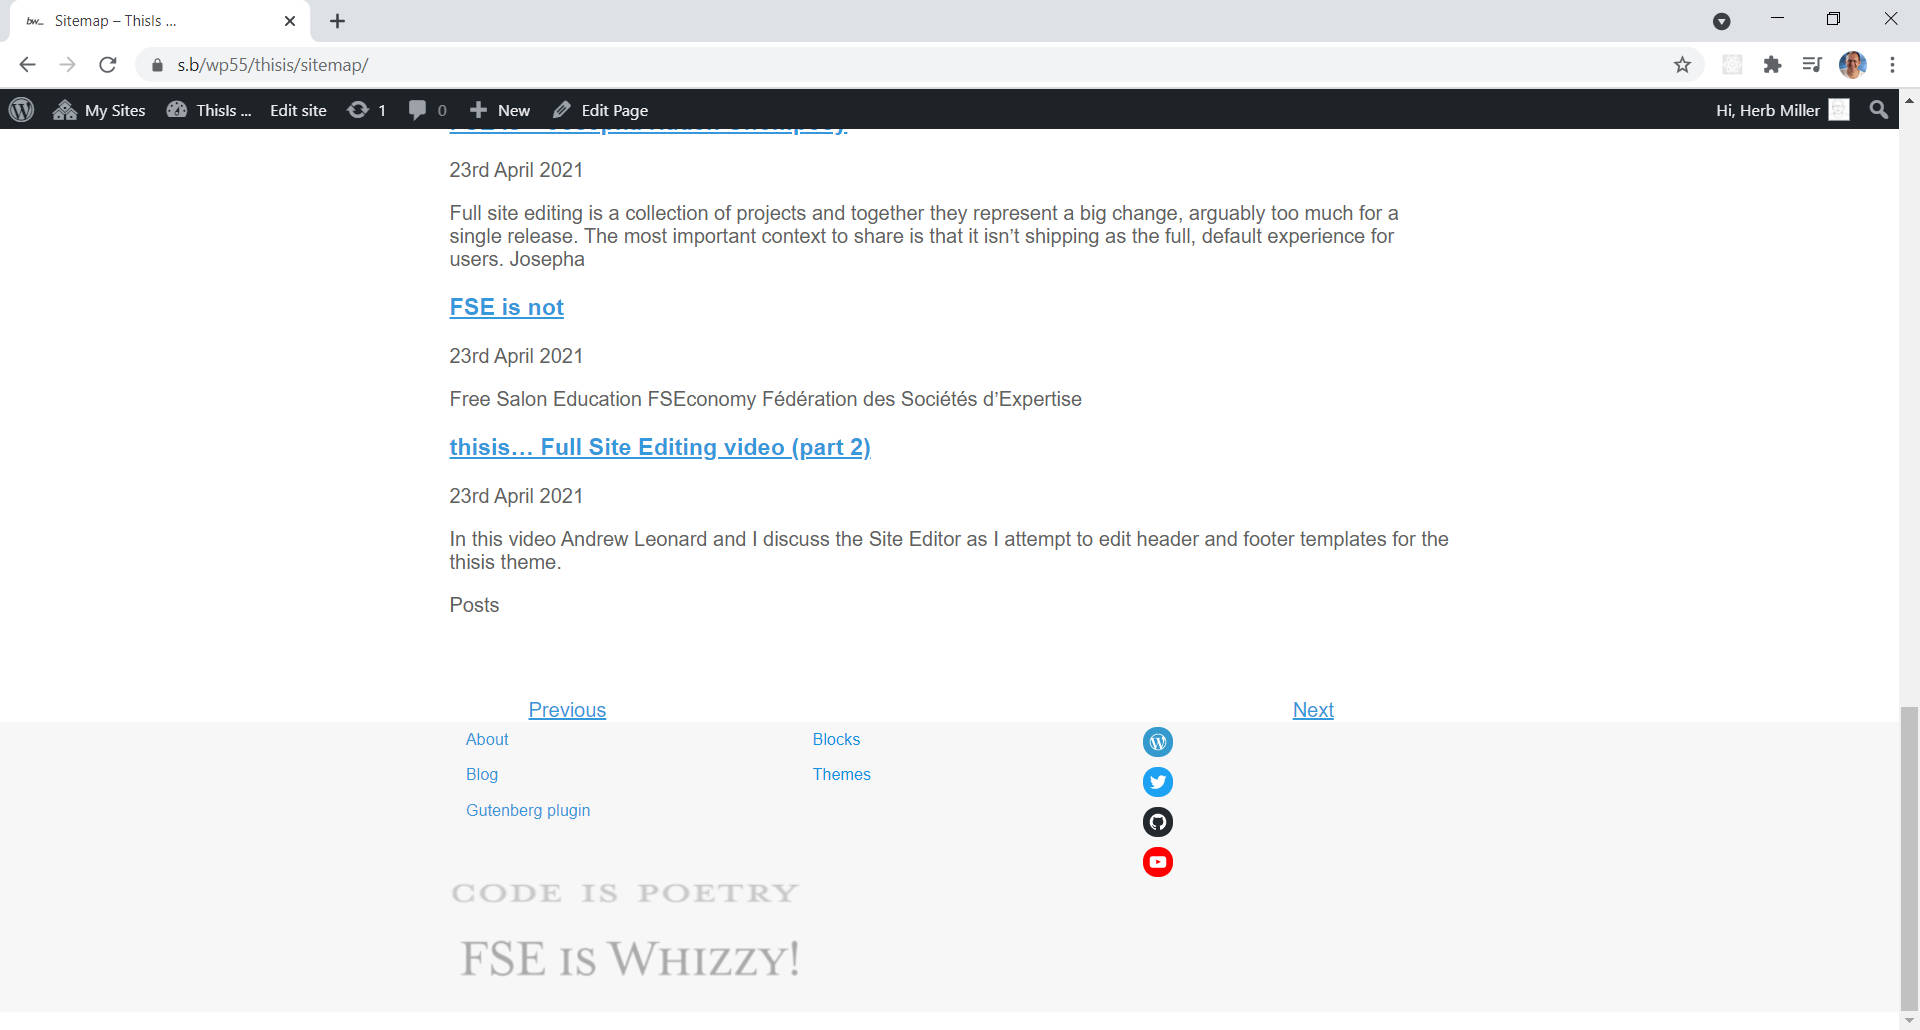 bw_ Sitemap – ThisIs ...
s.b/wp55/thisis/sitemap/
My Sites ThisIs ... Edit site 1 0 New Edit Page Hi, Herb Miller
23rd April 2021
Full site editing is a collection of projects and together they represent a big change, arguably too much for a
single release. The most important context to share is that it isn’t shipping as the full, default experience for
users. Josepha
FSE is not
23rd April 2021
Free Salon Education FSEconomy Fédération des Sociétés d’Expertise
thisis… Full Site Editing video (part 2)
23rd April 2021
In this video Andrew Leonard and I discuss the Site Editor as I attempt to edit header and footer templates for the
thisis theme.
Posts
Previous Next
About Blocks
Blog Themes
Gutenberg plugin
CODE IS POETRY
FSE IS WHIZZY!